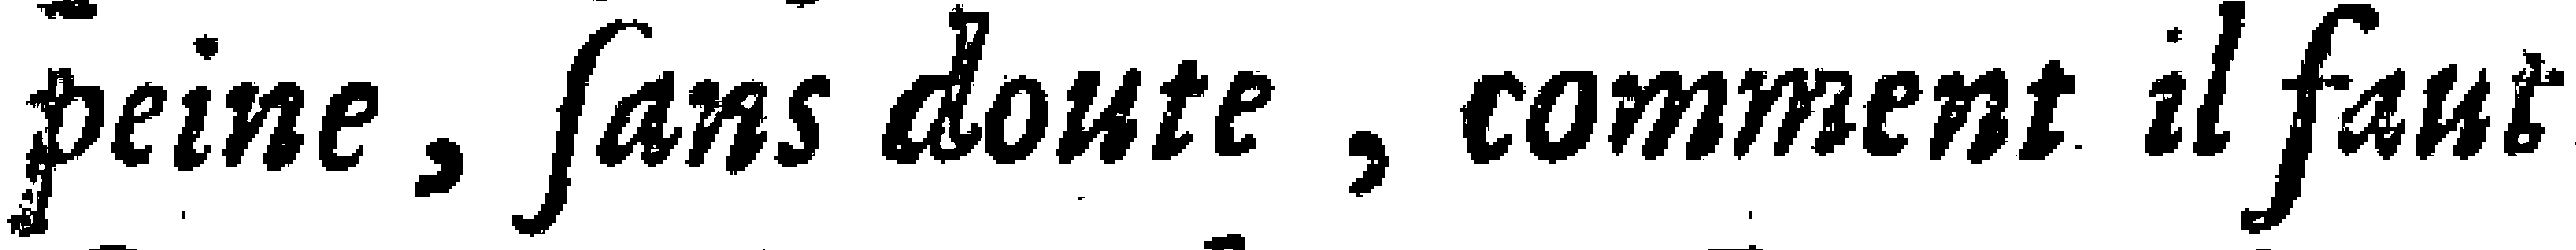 peine, ſans doute, comment il faut